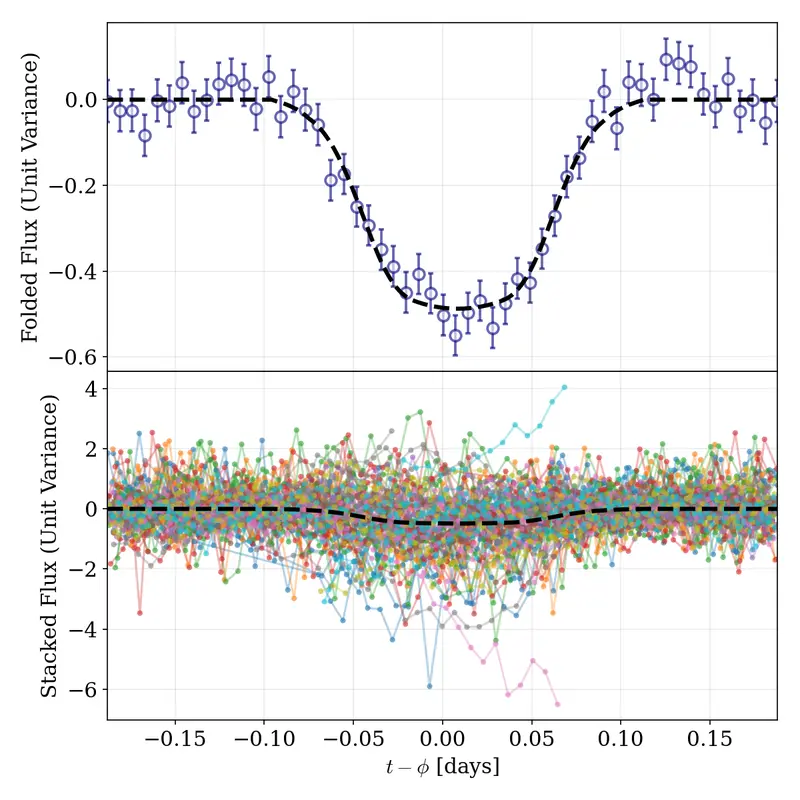 Folded Flux (Unit Variance)
0.0
−0.2
−0.4
−0.6
Stacked Flux (Unit Variance)
4
2
0
−2
−4
−6
−0.15 −0.10 −0.05 0.00 0.05 0.10 0.15
t − ϕ [days]